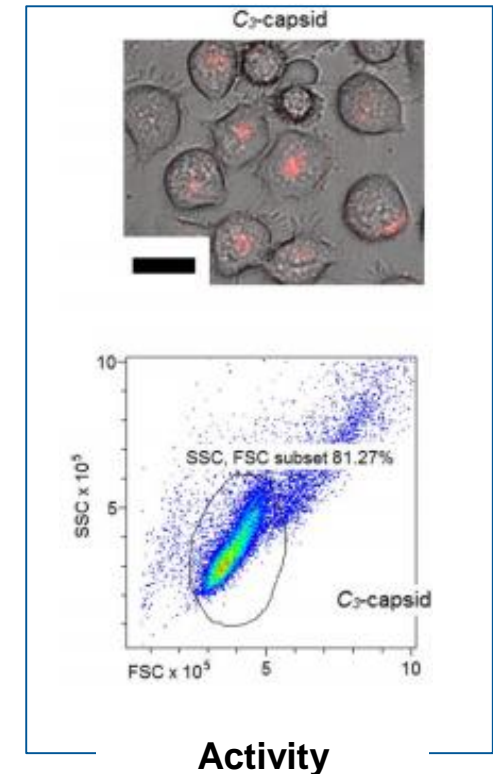 C₃-capsid
10
SSC, FSC subset 81.27%
SSC x 10⁵
5
C₃-capsid
FSC x 10⁵
5
10
Activity